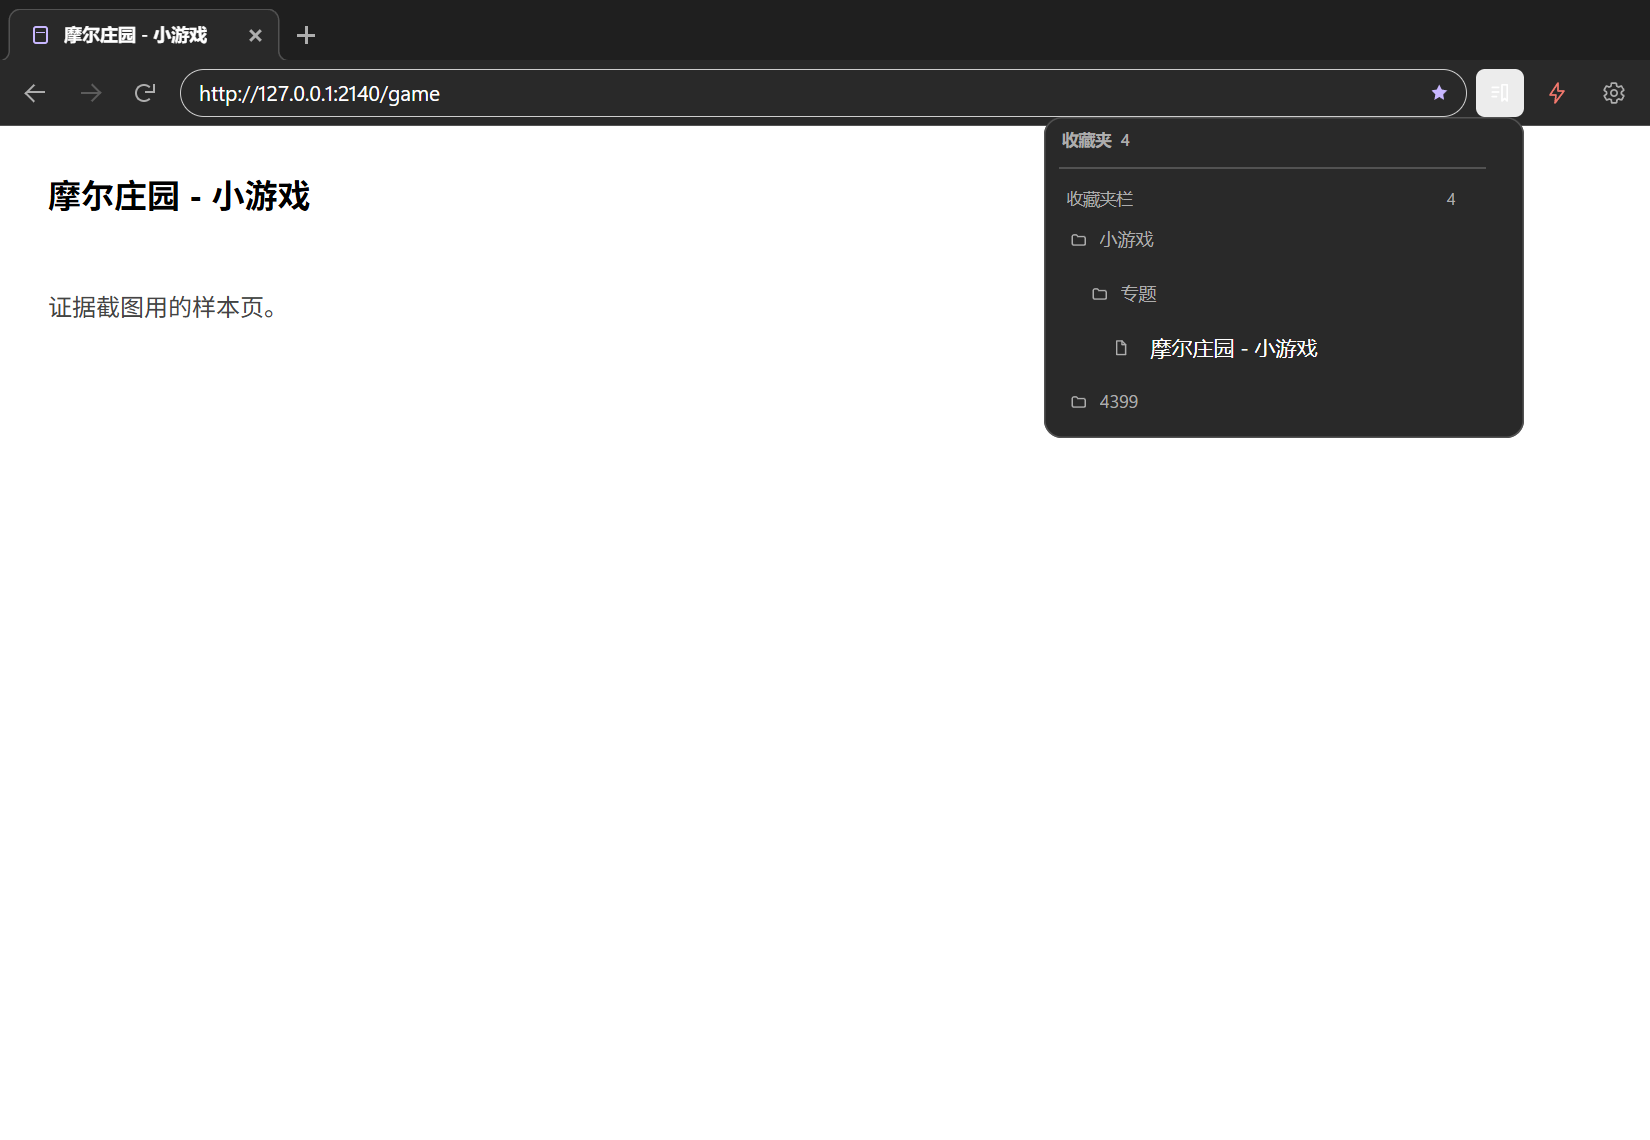 摩尔庄园 - 小游戏
http://127.0.0.1:2140/game
收藏夹 4
摩尔庄园 - 小游戏
收藏夹栏 4
小游戏
证据截图用的样本页。
专题
摩尔庄园 - 小游戏
4399